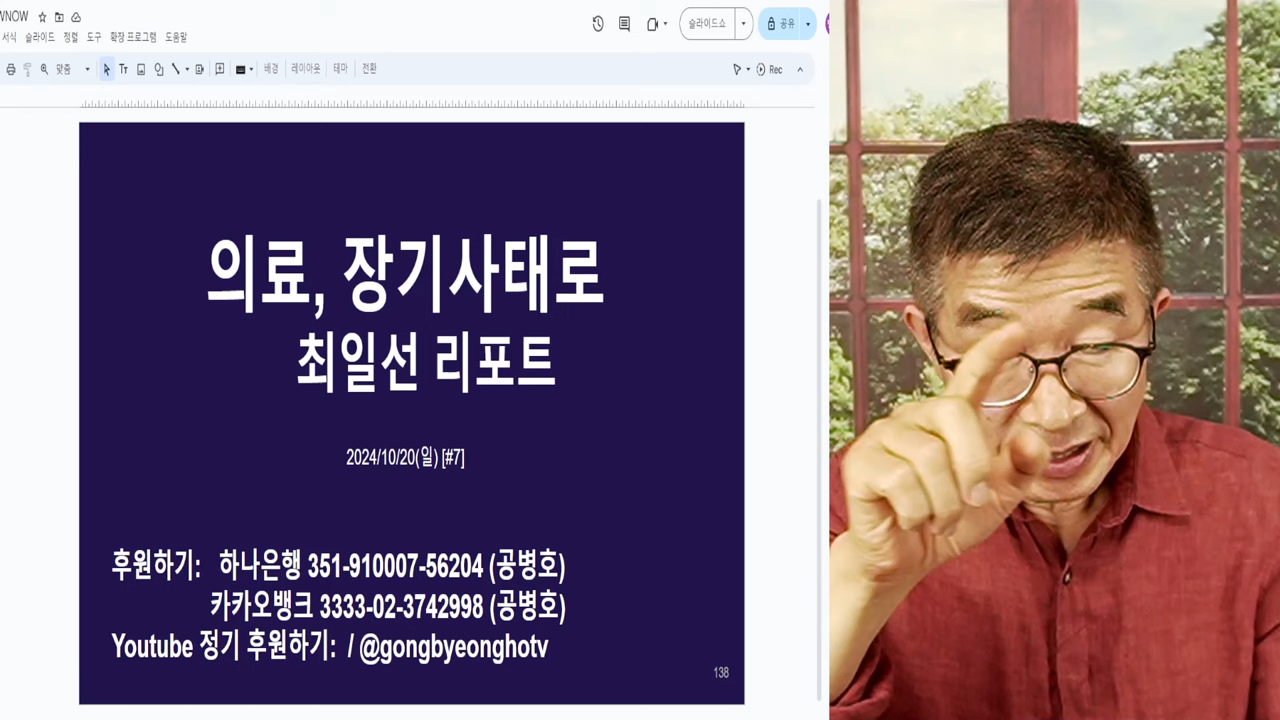 WNOW
서식 슬라이드 정렬 도구 확장 프로그램 도움말
슬라이드쇼
공유
맞춤
Tт
배경 레이아웃 테마 전환
Rec
의료, 장기사태로
최일선 리포트
2024/10/20(일) [#7]
후원하기: 하나은행 351-910007-56204 (공병호)
카카오뱅크 3333-02-3742998 (공병호)
Youtube 정기 후원하기: / @gongbyeonghotv
138